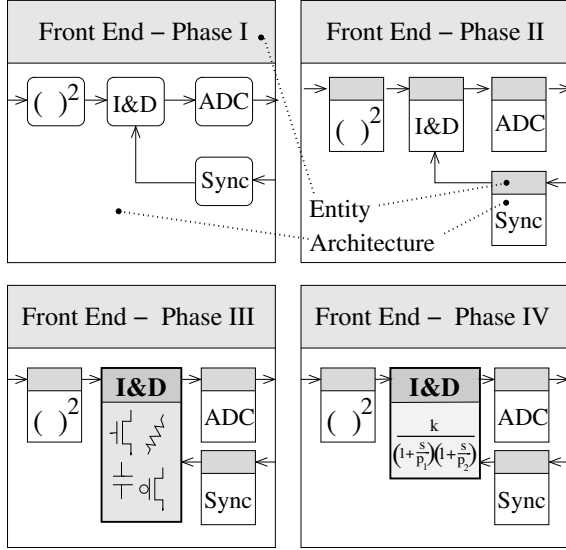 Front End – Phase I
( )² I&D ADC
Sync
Front End – Phase II
( )² I&D ADC
Sync
Entity
Architecture
Front End – Phase III
I&D
( )² ADC
Sync
Front End – Phase IV
I&D
( )² k ADC
(1+s/p₁)(1+s/p₂)
Sync